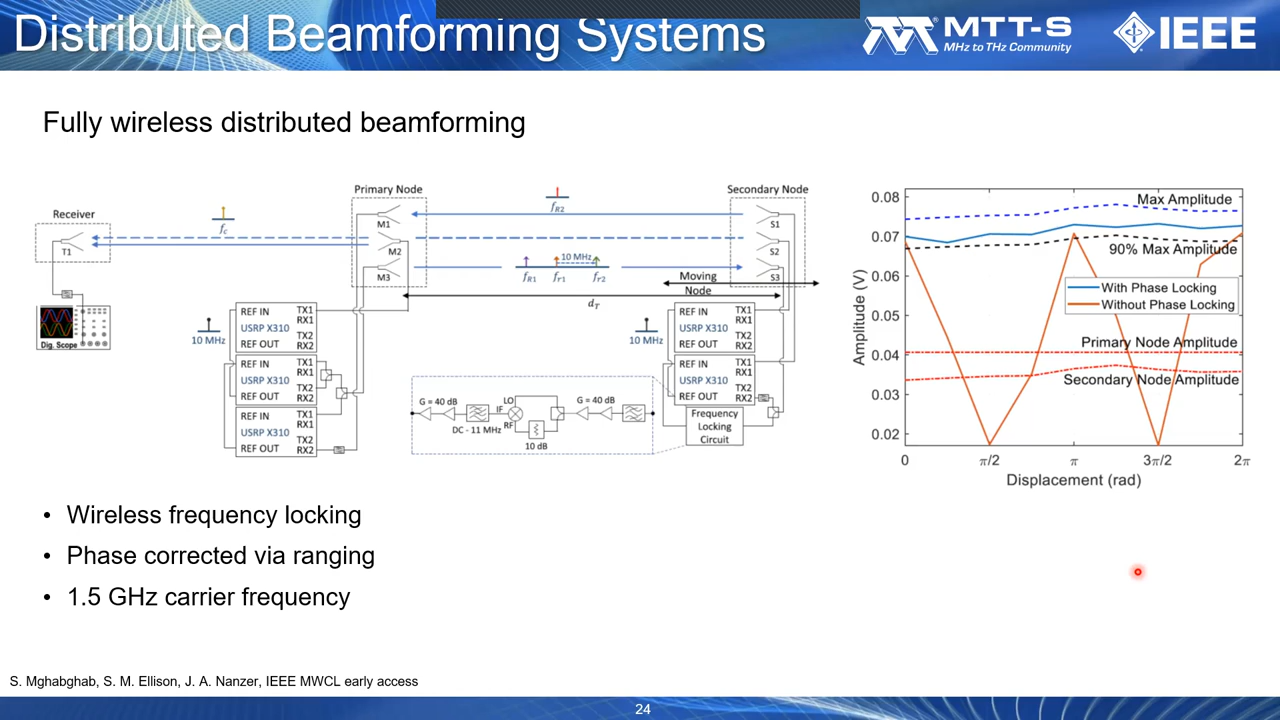 Distributed Beamforming Systems
MTT-S
MHz to THz Community
IEEE
Fully wireless distributed beamforming
Receiver
T1
Dig. Scope
fc
Primary Node
M1
M2
M3
fR2
10 MHz
fR1
fr1
fr2
dT
Secondary Node
S1
S2
S3
Moving
Node
10 MHz
REF IN
TX1
RX1
USRP X310
TX2
REF OUT
RX2
REF IN
TX1
RX1
USRP X310
TX2
REF OUT
RX2
REF IN
TX1
RX1
USRP X310
TX2
REF OUT
RX2
G = 40 dB
DC - 11 MHz
IF
LO
RF
10 dB
G = 40 dB
10 MHz
REF IN
TX1
RX1
USRP X310
TX2
REF OUT
RX2
REF IN
TX1
RX1
USRP X310
TX2
REF OUT
RX2
Frequency
Locking
Circuit
Amplitude (V)
0.08
0.07
0.06
0.05
0.04
0.03
0.02
Max Amplitude
90% Max Amplitude
With Phase Locking
Without Phase Locking
Primary Node Amplitude
Secondary Node Amplitude
0
π/2
π
3π/2
2π
Displacement (rad)
• Wireless frequency locking
• Phase corrected via ranging
• 1.5 GHz carrier frequency
S. Mghabghab, S. M. Ellison, J. A. Nanzer, IEEE MWCL early access
24